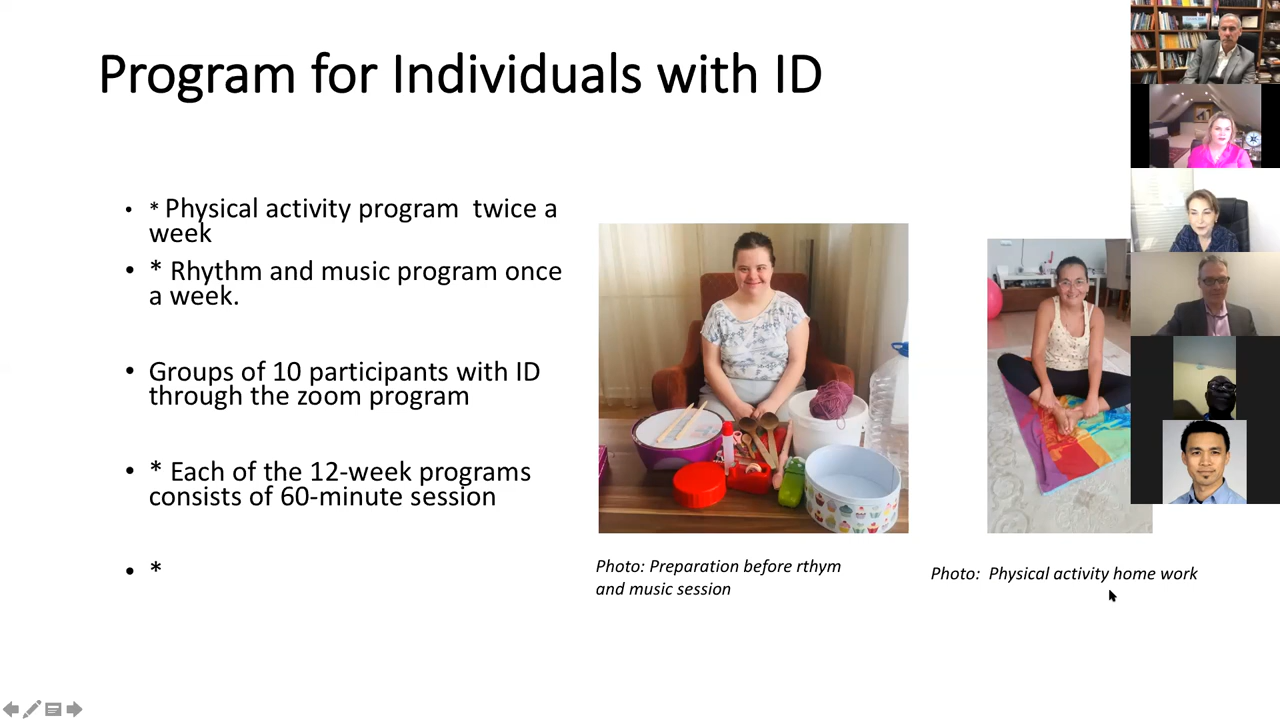 Program for Individuals with ID
• * Physical activity program  twice a
week
• * Rhythm and music program once
a week.
• Groups of 10 participants with ID
through the zoom program
• * Each of the 12-week programs
consists of 60-minute session
• *
Photo: Preparation before rthym
and music session
Photo:  Physical activity home work